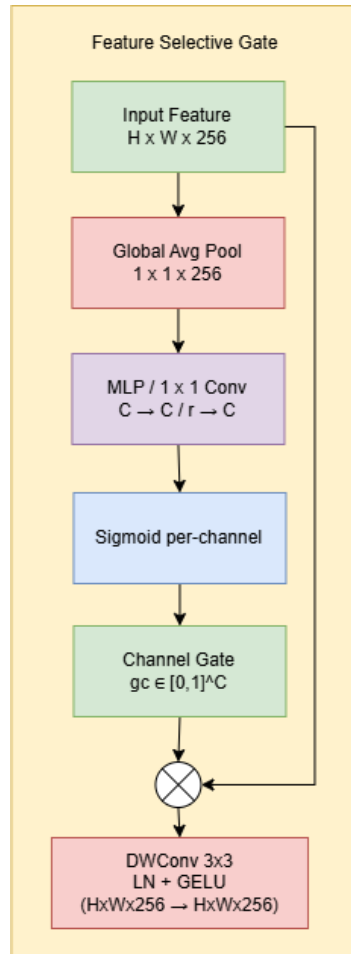 Feature Selective Gate
Input Feature
H x W x 256
Global Avg Pool
1 x 1 x 256
MLP / 1 x 1 Conv
C → C / r → C
Sigmoid per-channel
Channel Gate
gc ∈ [0,1]^C
DWConv 3x3
LN + GELU
(HxWx256 → HxWx256)